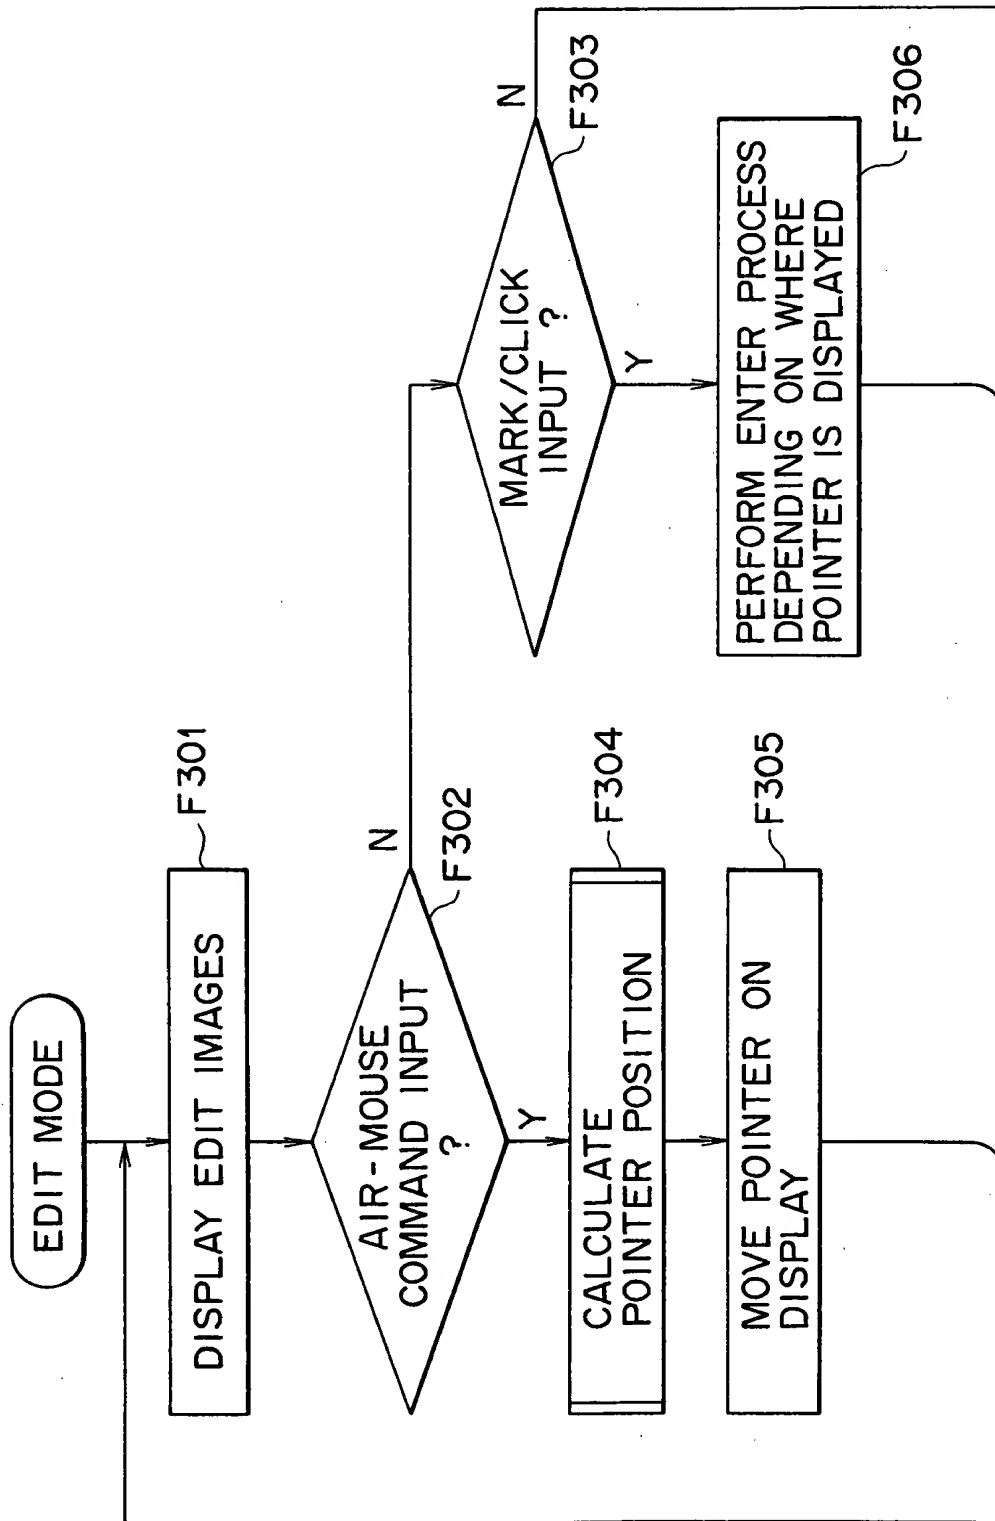 EDIT MODE
DISPLAY EDIT IMAGES
F301
AIR-MOUSE
COMMAND INPUT
?
F302
N
Y
CALCULATE
POINTER POSITION
F304
MOVE POINTER ON
DISPLAY
F305
MARK/CLICK
INPUT ?
F303
N
Y
PERFORM ENTER PROCESS
DEPENDING ON WHERE
POINTER IS DISPLAYED
F306